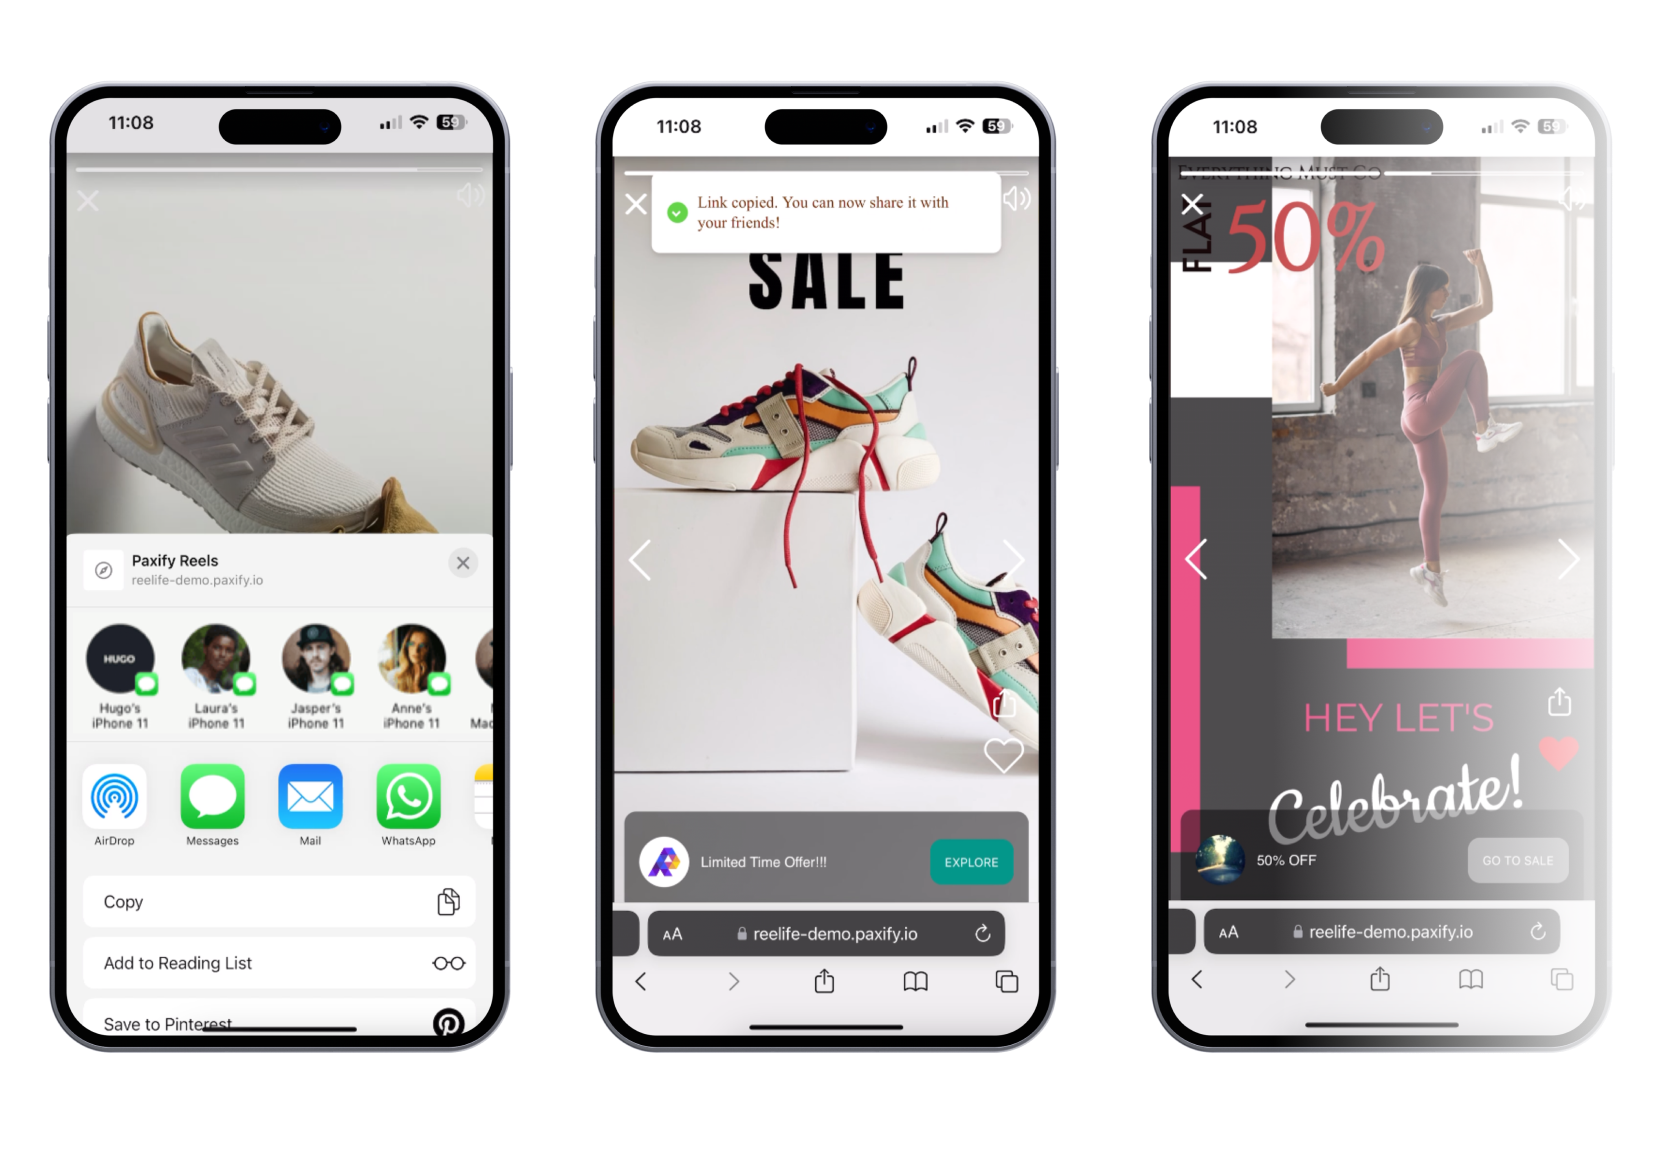 11:08
59
Paxify Reels
reelife-demo.paxify.io
HUGO
Hugo's
iPhone 11
Laura's
iPhone 11
Jasper's
iPhone 11
Anne's
iPhone 11
Mac
AirDrop
Messages
Mail
WhatsApp
Copy
Add to Reading List
Save to Pinterest
11:08
59
Link copied. You can now share it with
your friends!
SALE
Limited Time Offer!!!
EXPLORE
AA
reelife-demo.paxify.io
11:08
59
EVERYTHING MUST GO
FLAT
50%
HEY LET'S
Celebrate!
50% OFF
GO TO SALE
AA
reelife-demo.paxify.io